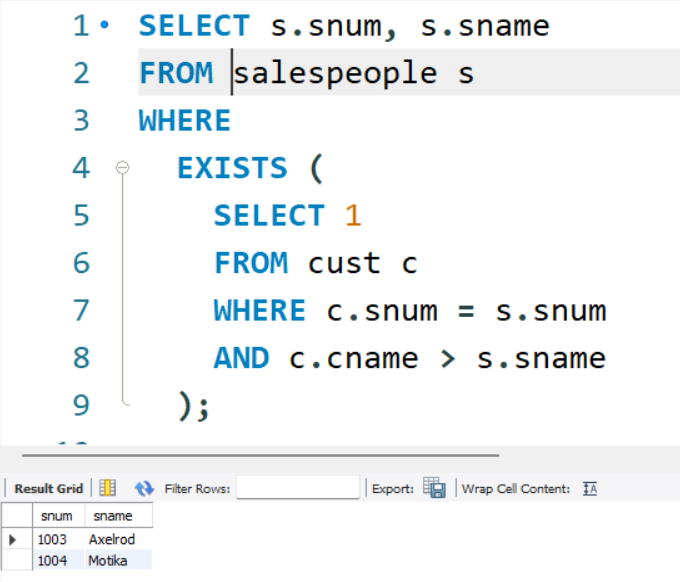 1 SELECT s.snum, s.sname
2 FROM salespeople s
3 WHERE
4 EXISTS (
5 SELECT 1
6 FROM cust c
7 WHERE c.snum = s.snum
8 AND c.cname > s.sname
9 );
Result Grid Filter Rows: Export: Wrap Cell Content:
snum sname
1003 Axelrod
1004 Motika